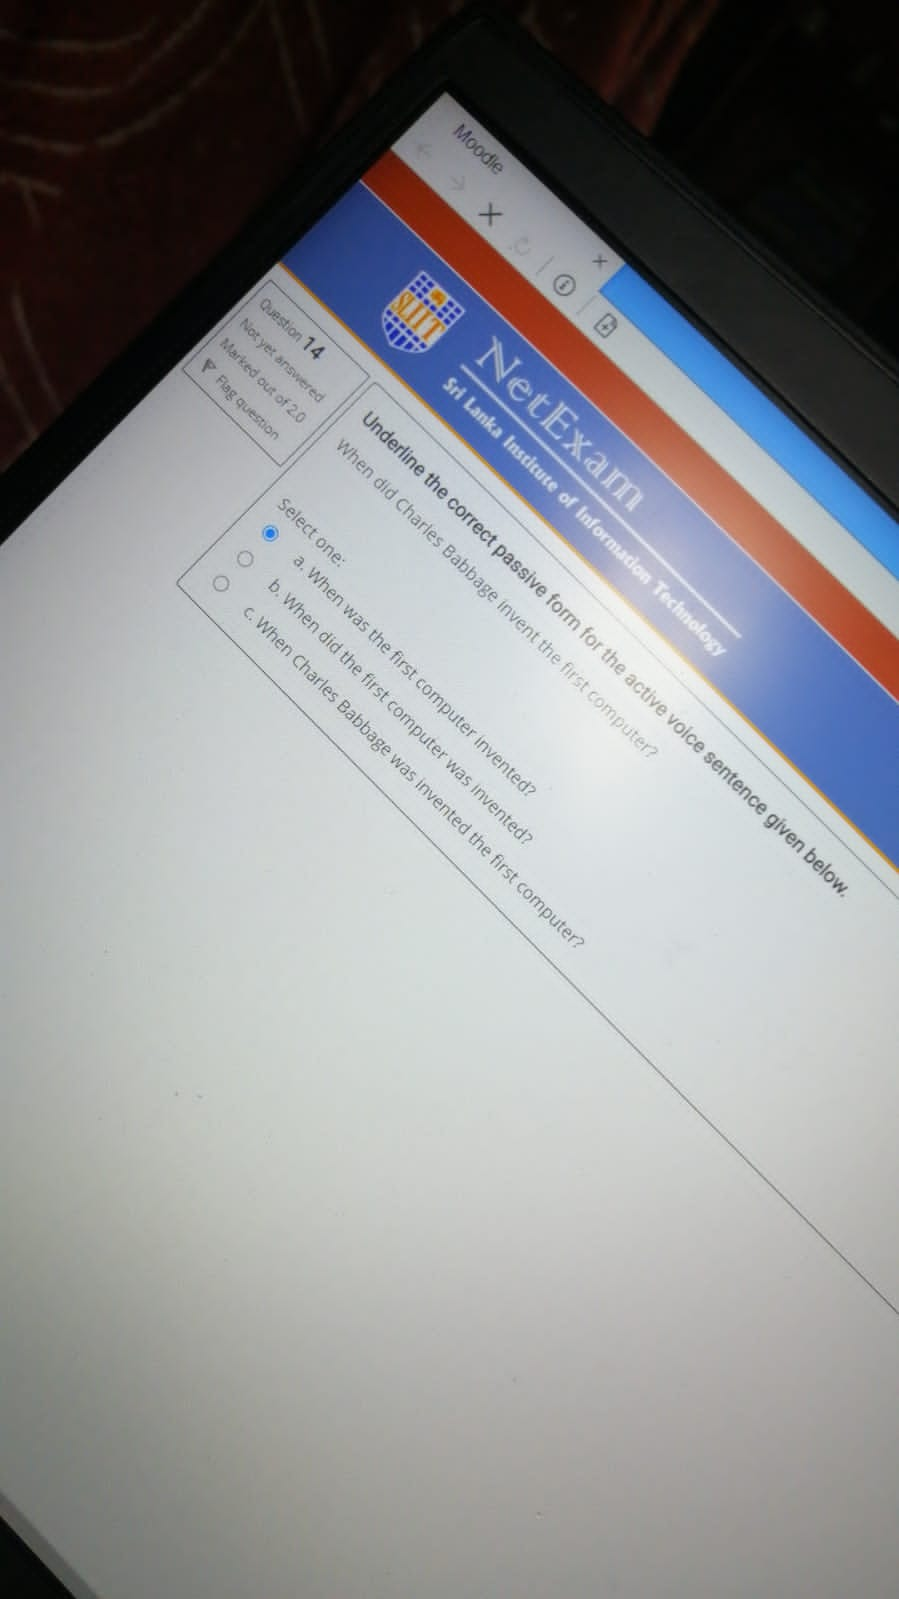 Moodle
SLIIT
NetExam
Sri Lanka Institute of Information Technology
Question 14
Not yet answered
Marked out of 2.0
Flag question
Underline the correct passive form for the active voice sentence given below.
When did Charles Babbage invent the first computer?
Select one:
a. When was the first computer invented?
b. When did the first computer was invented?
c. When Charles Babbage was invented the first computer?